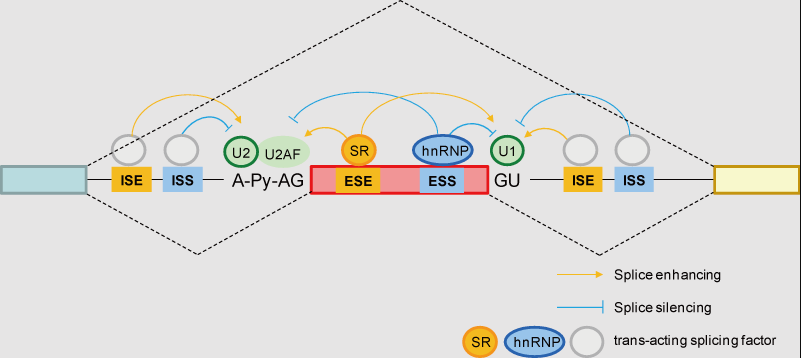 SR hnRNP U1
U2 U2AF
ISE ISS A-Py-AG ESE ESS GU ISE ISS
Splice enhancing
Splice silencing
SR hnRNP trans-acting splicing factor